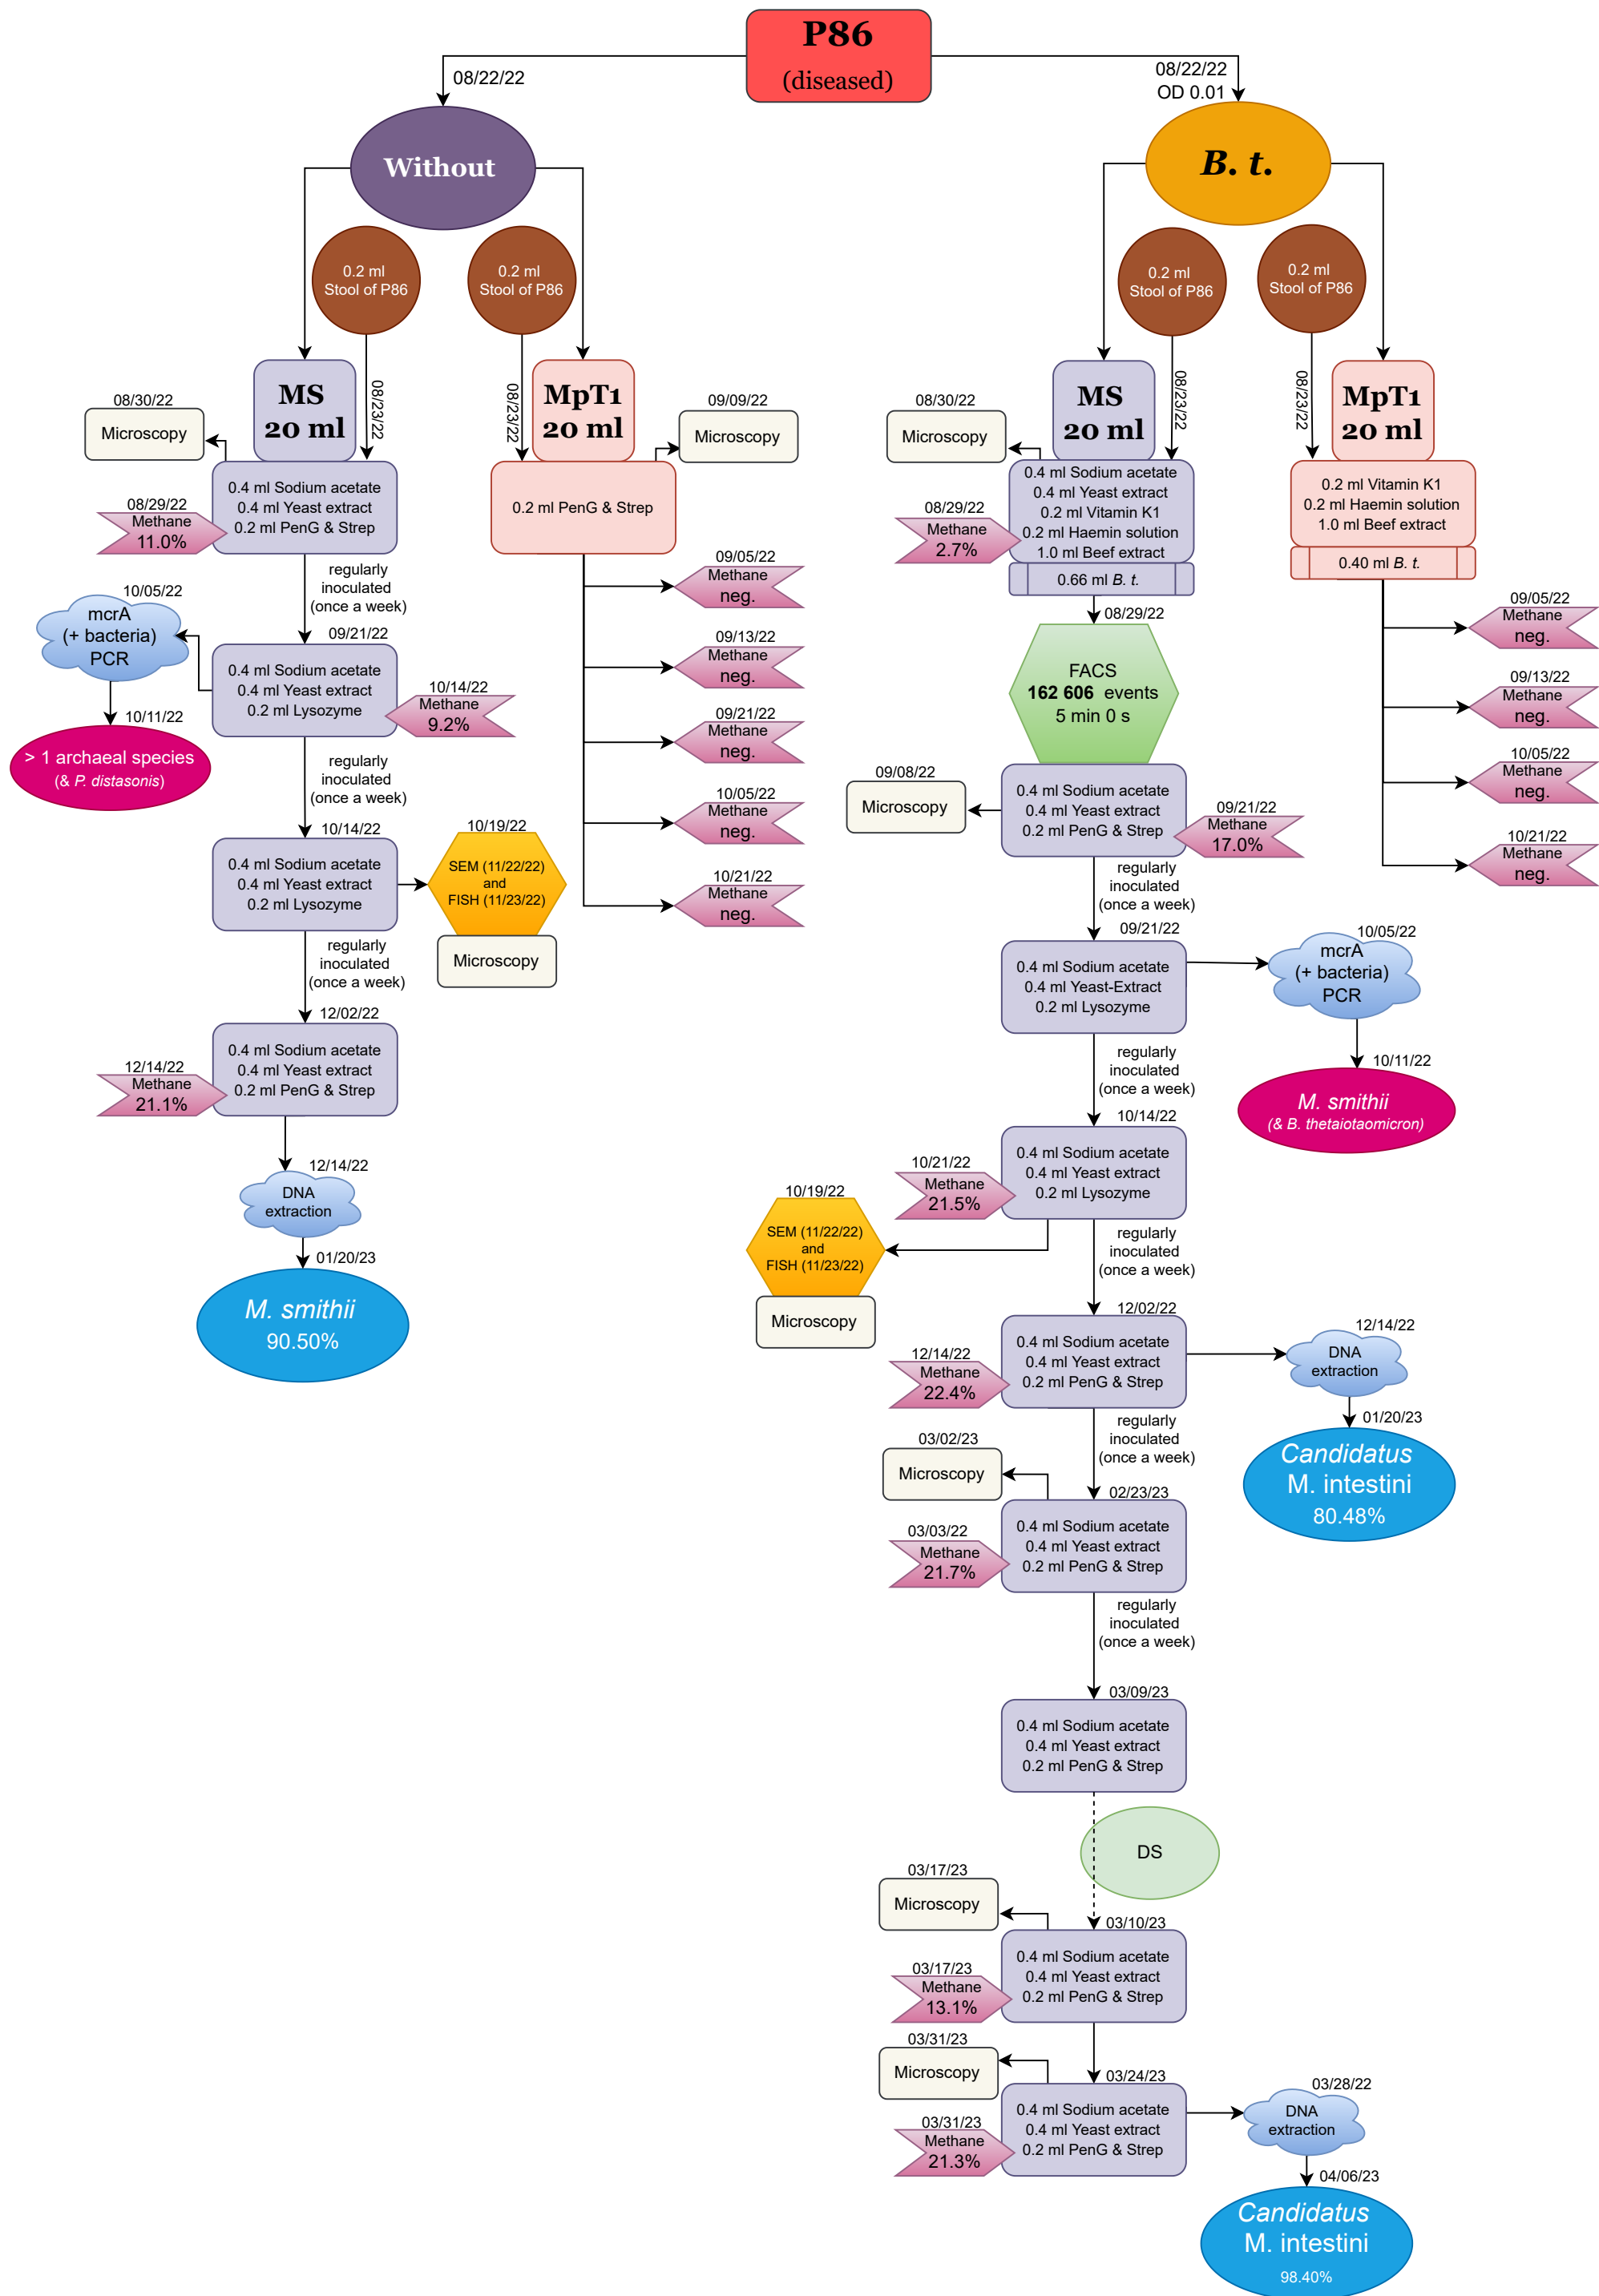 P86
(diseased)
08/22/22
08/22/22
OD 0.01
Without
B. t.
0.2 ml
Stool of P86
0.2 ml
Stool of P86
0.2 ml
Stool of P86
0.2 ml
Stool of P86
MS
20 ml
08/23/22
08/23/22
MpT1
20 ml
08/30/22
Microscopy
09/09/22
Microscopy
0.4 ml Sodium acetate
0.4 ml Yeast extract
0.2 ml PenG & Strep
08/29/22
Methane
11.0%
0.2 ml PenG & Strep
regularly
inoculated
(once a week)
09/05/22
Methane
neg.
09/13/22
Methane
neg.
09/21/22
Methane
neg.
10/05/22
Methane
neg.
10/21/22
Methane
neg.
10/05/22
mcrA
(+ bacteria)
PCR
10/11/22
> 1 archaeal species
(& P. distasonis)
09/21/22
0.4 ml Sodium acetate
0.4 ml Yeast extract
0.2 ml Lysozyme
10/14/22
Methane
9.2%
regularly
inoculated
(once a week)
10/14/22
0.4 ml Sodium acetate
0.4 ml Yeast extract
0.2 ml Lysozyme
10/19/22
SEM (11/22/22)
and
FISH (11/23/22)
Microscopy
regularly
inoculated
(once a week)
12/02/22
0.4 ml Sodium acetate
0.4 ml Yeast extract
0.2 ml PenG & Strep
12/14/22
Methane
21.1%
12/14/22
DNA
extraction
01/20/23
M. smithii
90.50%
MS
20 ml
08/23/22
08/23/22
MpT1
20 ml
08/30/22
Microscopy
0.4 ml Sodium acetate
0.4 ml Yeast extract
0.2 ml Vitamin K1
0.2 ml Haemin solution
1.0 ml Beef extract
0.66 ml B. t.
08/29/22
Methane
2.7%
0.2 ml Vitamin K1
0.2 ml Haemin solution
1.0 ml Beef extract
0.40 ml B. t.
09/05/22
Methane
neg.
09/13/22
Methane
neg.
10/05/22
Methane
neg.
10/21/22
Methane
neg.
08/29/22
FACS
162 606 events
5 min 0 s
09/08/22
Microscopy
0.4 ml Sodium acetate
0.4 ml Yeast extract
0.2 ml PenG & Strep
09/21/22
Methane
17.0%
regularly
inoculated
(once a week)
09/21/22
0.4 ml Sodium acetate
0.4 ml Yeast-Extract
0.2 ml Lysozyme
10/05/22
mcrA
(+ bacteria)
PCR
10/11/22
M. smithii
(& B. thetaiotaomicron)
regularly
inoculated
(once a week)
10/14/22
0.4 ml Sodium acetate
0.4 ml Yeast extract
0.2 ml Lysozyme
10/21/22
Methane
21.5%
10/19/22
SEM (11/22/22)
and
FISH (11/23/22)
Microscopy
regularly
inoculated
(once a week)
12/02/22
0.4 ml Sodium acetate
0.4 ml Yeast extract
0.2 ml PenG & Strep
12/14/22
Methane
22.4%
12/14/22
DNA
extraction
01/20/23
Candidatus
M. intestini
80.48%
regularly
inoculated
(once a week)
03/02/23
Microscopy
02/23/23
0.4 ml Sodium acetate
0.4 ml Yeast extract
0.2 ml PenG & Strep
03/03/22
Methane
21.7%
regularly
inoculated
(once a week)
03/09/23
0.4 ml Sodium acetate
0.4 ml Yeast extract
0.2 ml PenG & Strep
DS
03/17/23
Microscopy
03/10/23
0.4 ml Sodium acetate
0.4 ml Yeast extract
0.2 ml PenG & Strep
03/17/23
Methane
13.1%
03/31/23
Microscopy
03/24/23
0.4 ml Sodium acetate
0.4 ml Yeast extract
0.2 ml PenG & Strep
03/31/23
Methane
21.3%
03/28/22
DNA
extraction
04/06/23
Candidatus
M. intestini
98.40%